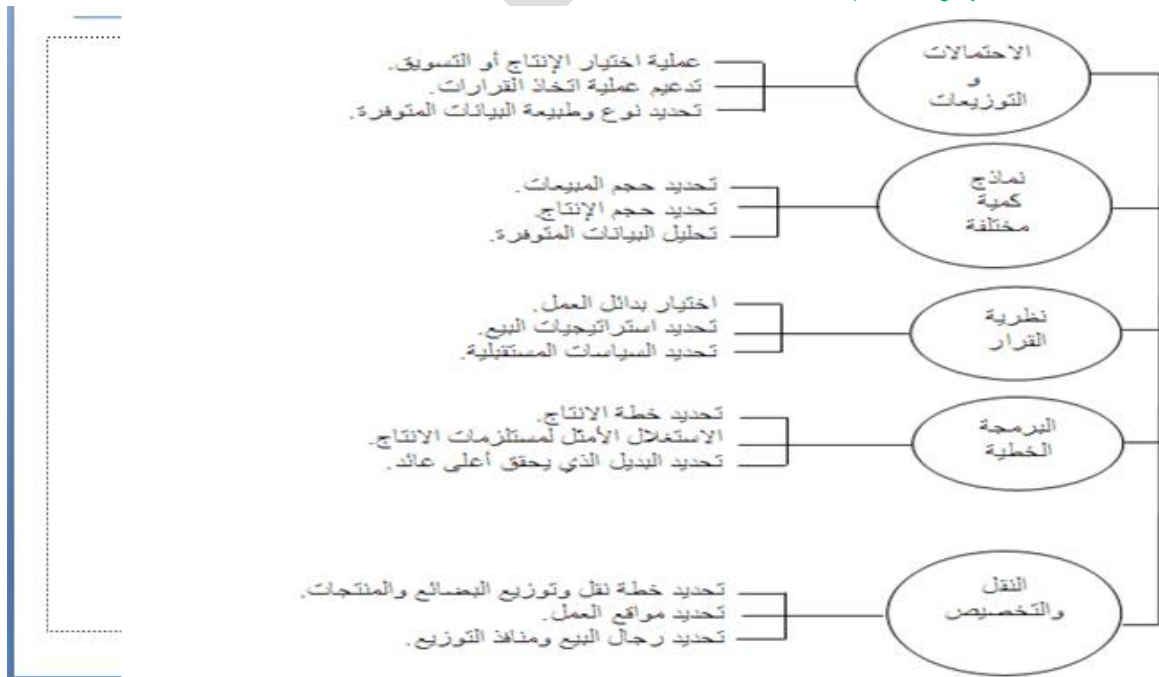 الاحتمالات
و
التوزيعات
عملية اختيار الإنتاج أو التسويق.
تدعيم عملية اتخاذ القرارات.
تحديد نوع وطبيعة البيانات المتوفرة.
نماذج
كمية
مختلفة
تحديد حجم المبيعات.
تحديد حجم الإنتاج.
تحليل البيانات المتوفرة.
نظرية
القرار
اختيار بدائل العمل.
تحديد استراتيجيات البيع.
تحديد السياسات المستقبلية.
البرمجة
الخطية
تحديد خطة الانتاج.
الاستغلال الأمثل لمستلزمات الانتاج.
تحديد البديل الذي يحقق أعلى عائد.
النقل
والتخصيص
تحديد خطة نقل وتوزيع البضائع والمنتجات.
تحديد مواقع العمل.
تحديد رجال البيع ومنافذ التوزيع.